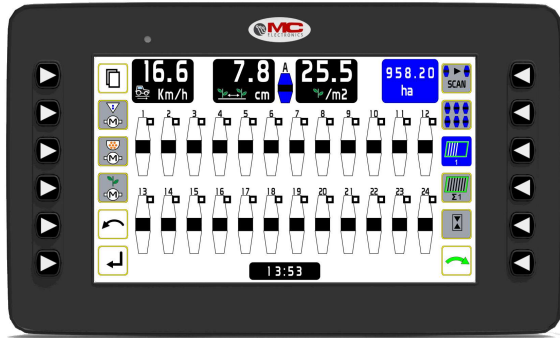 MC
ELECTRONICS
16.6
Km/h
7.8
cm
A
25.5
/m2
958.20
ha
SCAN
1 2 3 4 5 6 7 8 9 10 11 12
M
M
M
1
Σ1
13 14 15 16 17 18 19 20 21 22 23 24
13:53